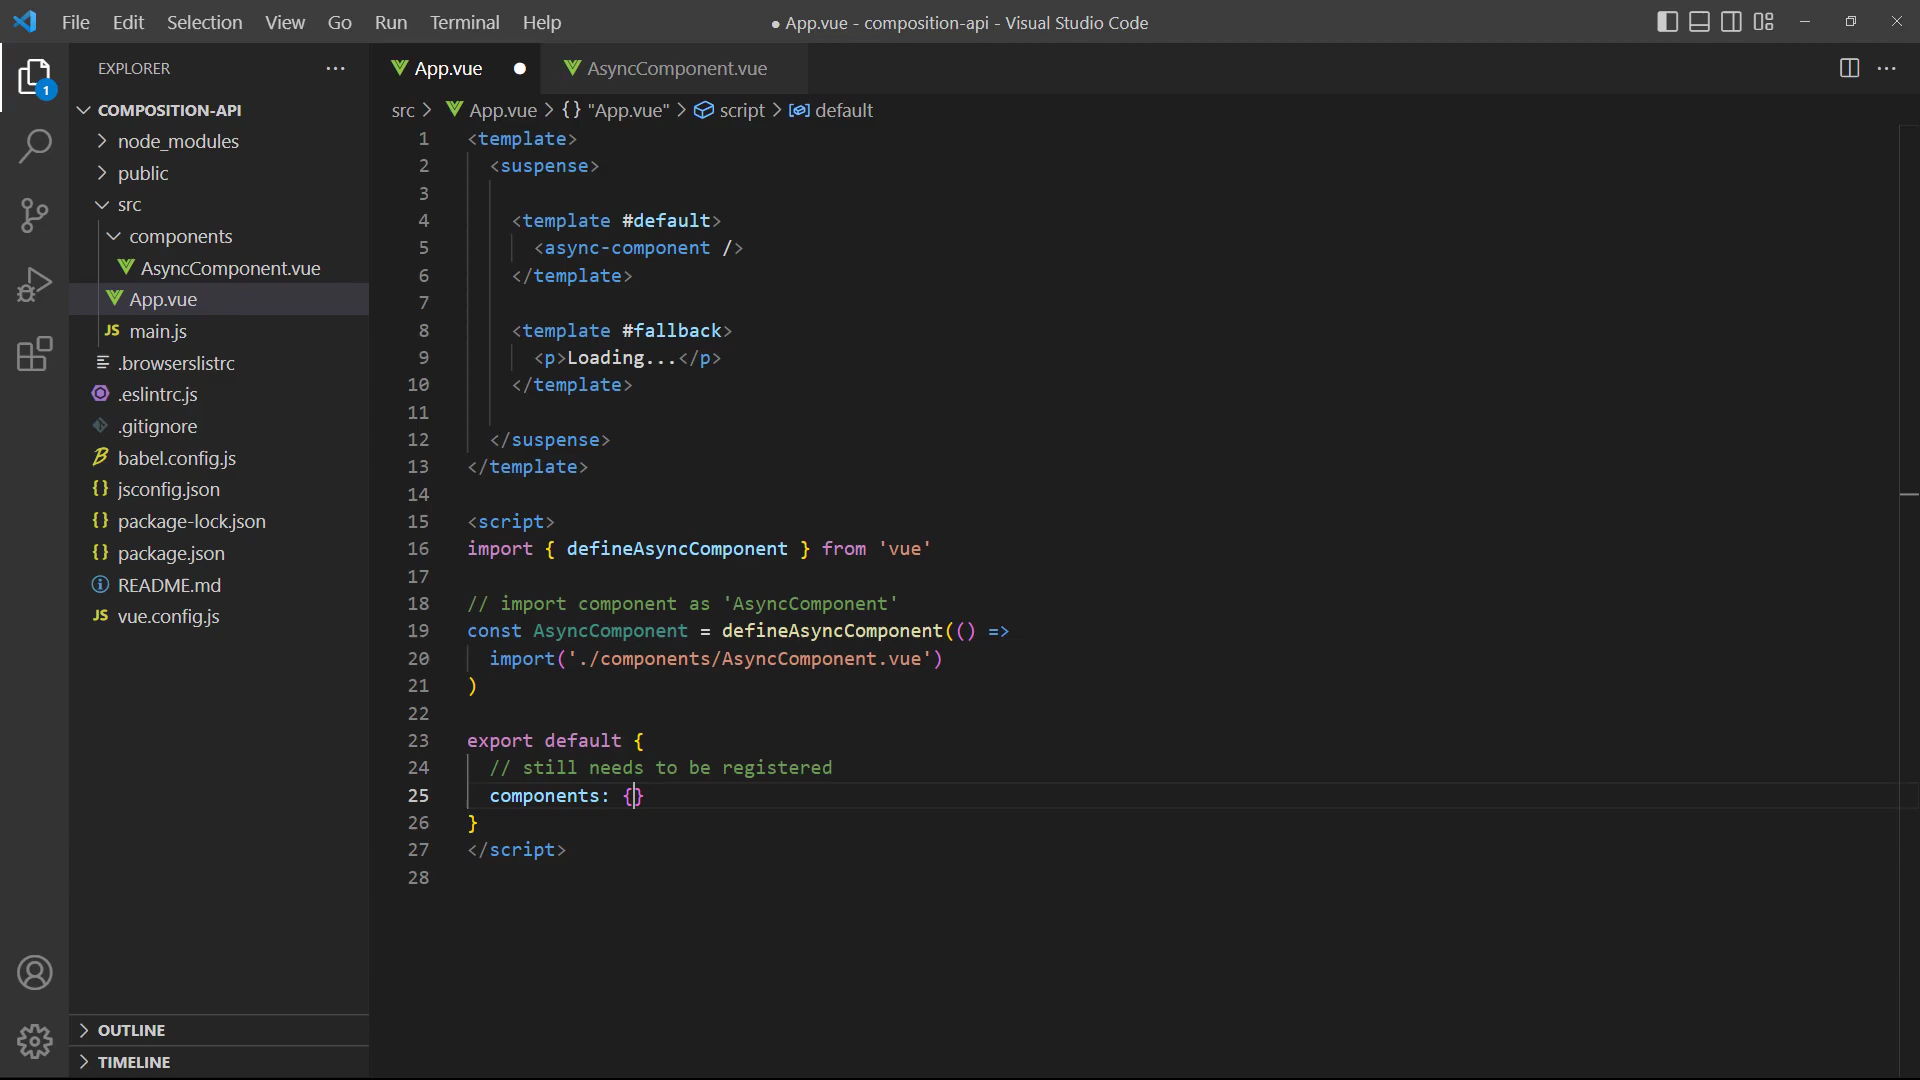 File Edit Selection View Go Run Terminal Help
● App.vue - composition-api - Visual Studio Code
EXPLORER
1
COMPOSITION-API
node_modules
public
src
components
AsyncComponent.vue
App.vue
JS main.js
.browserslistrc
.eslintrc.js
.gitignore
babel.config.js
{} jsconfig.json
{} package-lock.json
{} package.json
README.md
JS vue.config.js
OUTLINE
TIMELINE
App.vue ●
AsyncComponent.vue
src > App.vue > {} "App.vue" > script > default
1 <template>
2 <suspense>
3
4 <template #default>
5 <async-component />
6 </template>
7
8 <template #fallback>
9 <p>Loading...</p>
10 </template>
11
12 </suspense>
13 </template>
14
15 <script>
16 import { defineAsyncComponent } from 'vue'
17
18 // import component as 'AsyncComponent'
19 const AsyncComponent = defineAsyncComponent(() =>
20 import('./components/AsyncComponent.vue')
21 )
22
23 export default {
24 // still needs to be registered
25 components: {}
26 }
27 </script>
28